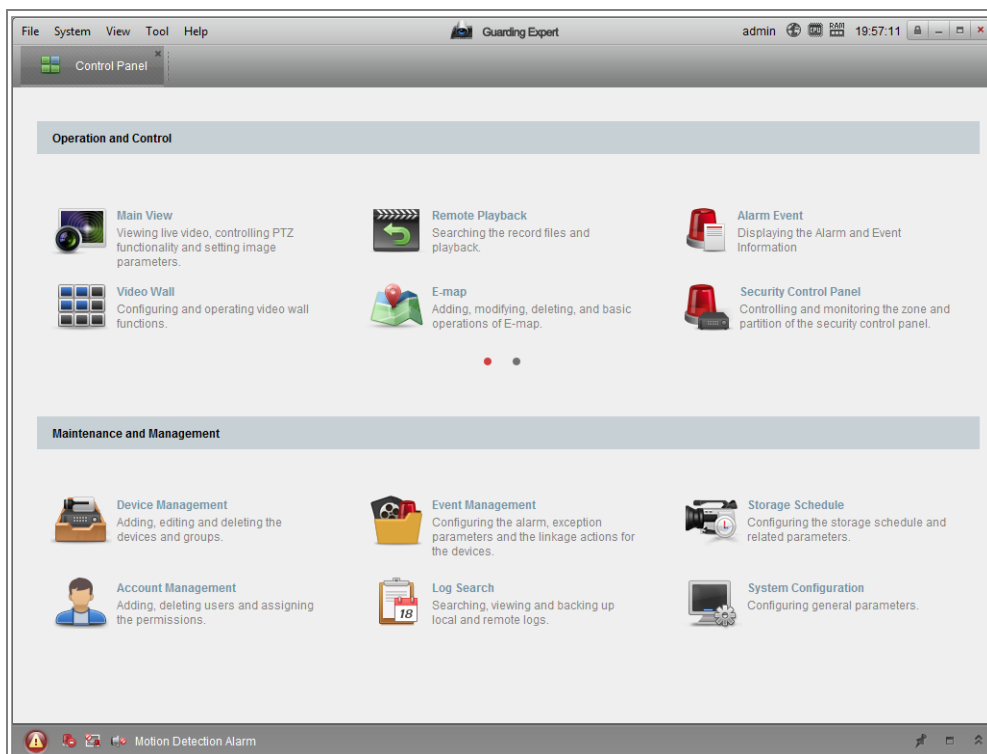 File System View Tool Help Guarding Expert admin CPU RAM 19:57:11
Control Panel
Operation and Control
Main View
Viewing live video, controlling PTZ
functionality and setting image
parameters.
Remote Playback
Searching the record files and
playback.
Alarm Event
Displaying the Alarm and Event
Information
Video Wall
Configuring and operating video wall
functions.
E-map
Adding, modifying, deleting, and basic
operations of E-map.
Security Control Panel
Controlling and monitoring the zone and
partition of the security control panel.
Maintenance and Management
Device Management
Adding, editing and deleting the
devices and groups.
Event Management
Configuring the alarm, exception
parameters and the linkage actions for
the devices.
Storage Schedule
Configuring the storage schedule and
related parameters.
Account Management
Adding, deleting users and assigning
the permissions.
18
Log Search
Searching, viewing and backing up
local and remote logs.
System Configuration
Configuring general parameters.
Motion Detection Alarm